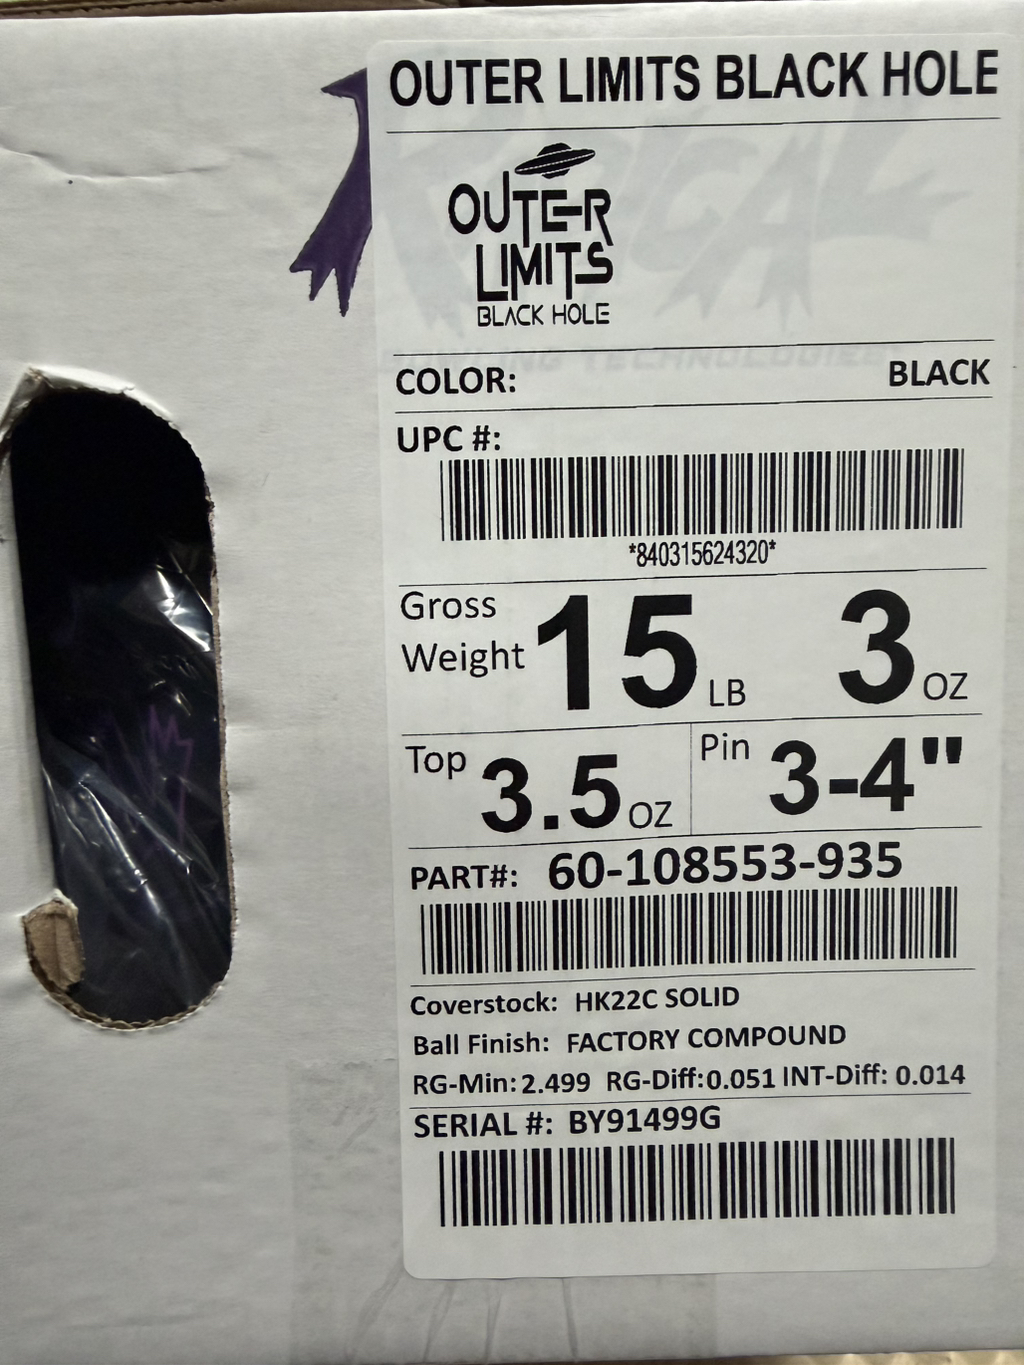 OUTER LIMITS BLACK HOLE
OUTER
LIMITS
BLACK HOLE
COLOR: BLACK
UPC #:
*840315624320*
Gross Weight 15 LB 3 OZ
Top 3.5 OZ Pin 3-4"
PART#: 60-108553-935
Coverstock: HK22C SOLID
Ball Finish: FACTORY COMPOUND
RG-Min: 2.499 RG-Diff: 0.051 INT-Diff: 0.014
SERIAL #: BY91499G